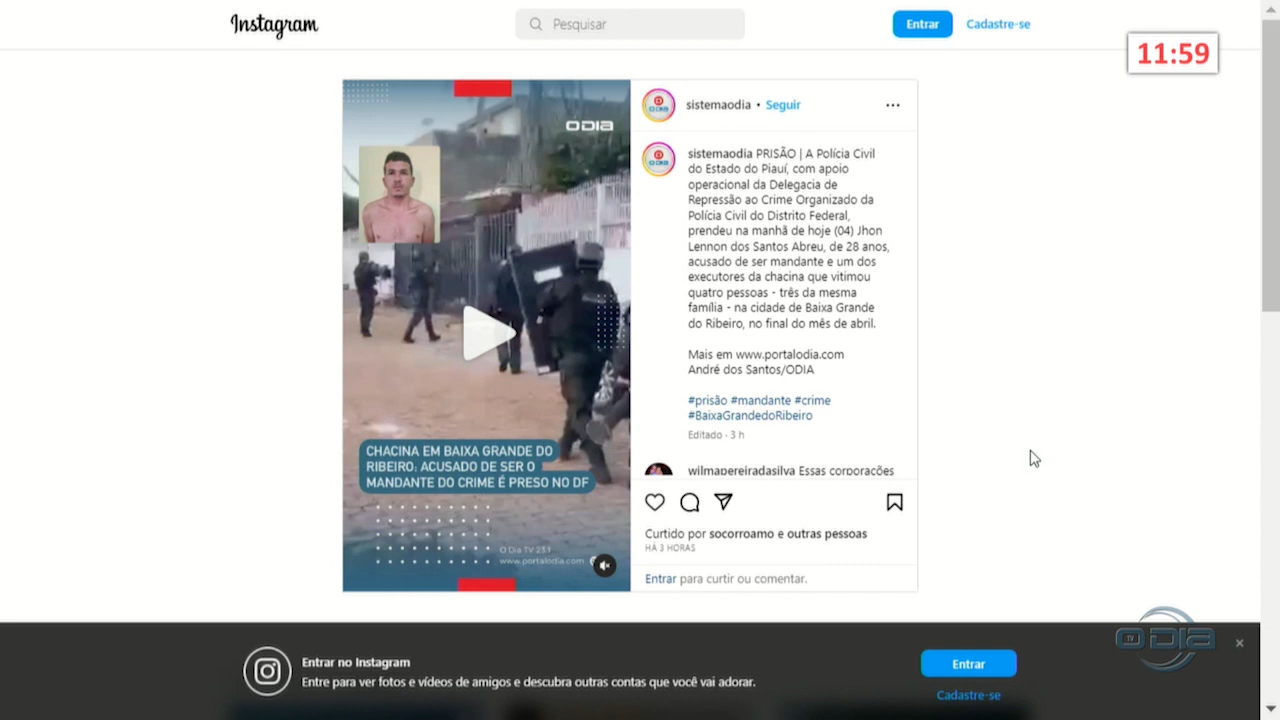 Instagram
Pesquisar
Entrar
Cadastre-se
11:59
ODIA
CHACINA EM BAIXA GRANDE DO
RIBEIRO: ACUSADO DE SER O
MANDANTE DO CRIME É PRESO NO DF
O Dia TV 23.1
www.portalodia.com
sistemaodia • Seguir
sistemaodia PRISÃO | A Polícia Civil
do Estado do Piauí, com apoio
operacional da Delegacia de
Repressão ao Crime Organizado da
Polícia Civil do Distrito Federal,
prendeu na manhã de hoje (04) Jhon
Lennon dos Santos Abreu, de 28 anos,
acusado de ser mandante e um dos
executores da chacina que vitimou
quatro pessoas - três da mesma
família - na cidade de Baixa Grande
do Ribeiro, no final do mês de abril.
Mais em www.portalodia.com
André dos Santos/ODIA
#prisão #mandante #crime
#BaixaGrandedoRibeiro
Editado · 3 h
wilmapereiradasilva Essas corporações
Curtido por socorroamo e outras pessoas
HÁ 3 HORAS
Entrar para curtir ou comentar.
TV ODIA
Entrar no Instagram
Entre para ver fotos e vídeos de amigos e descubra outras contas que você vai adorar.
Entrar
Cadastre-se